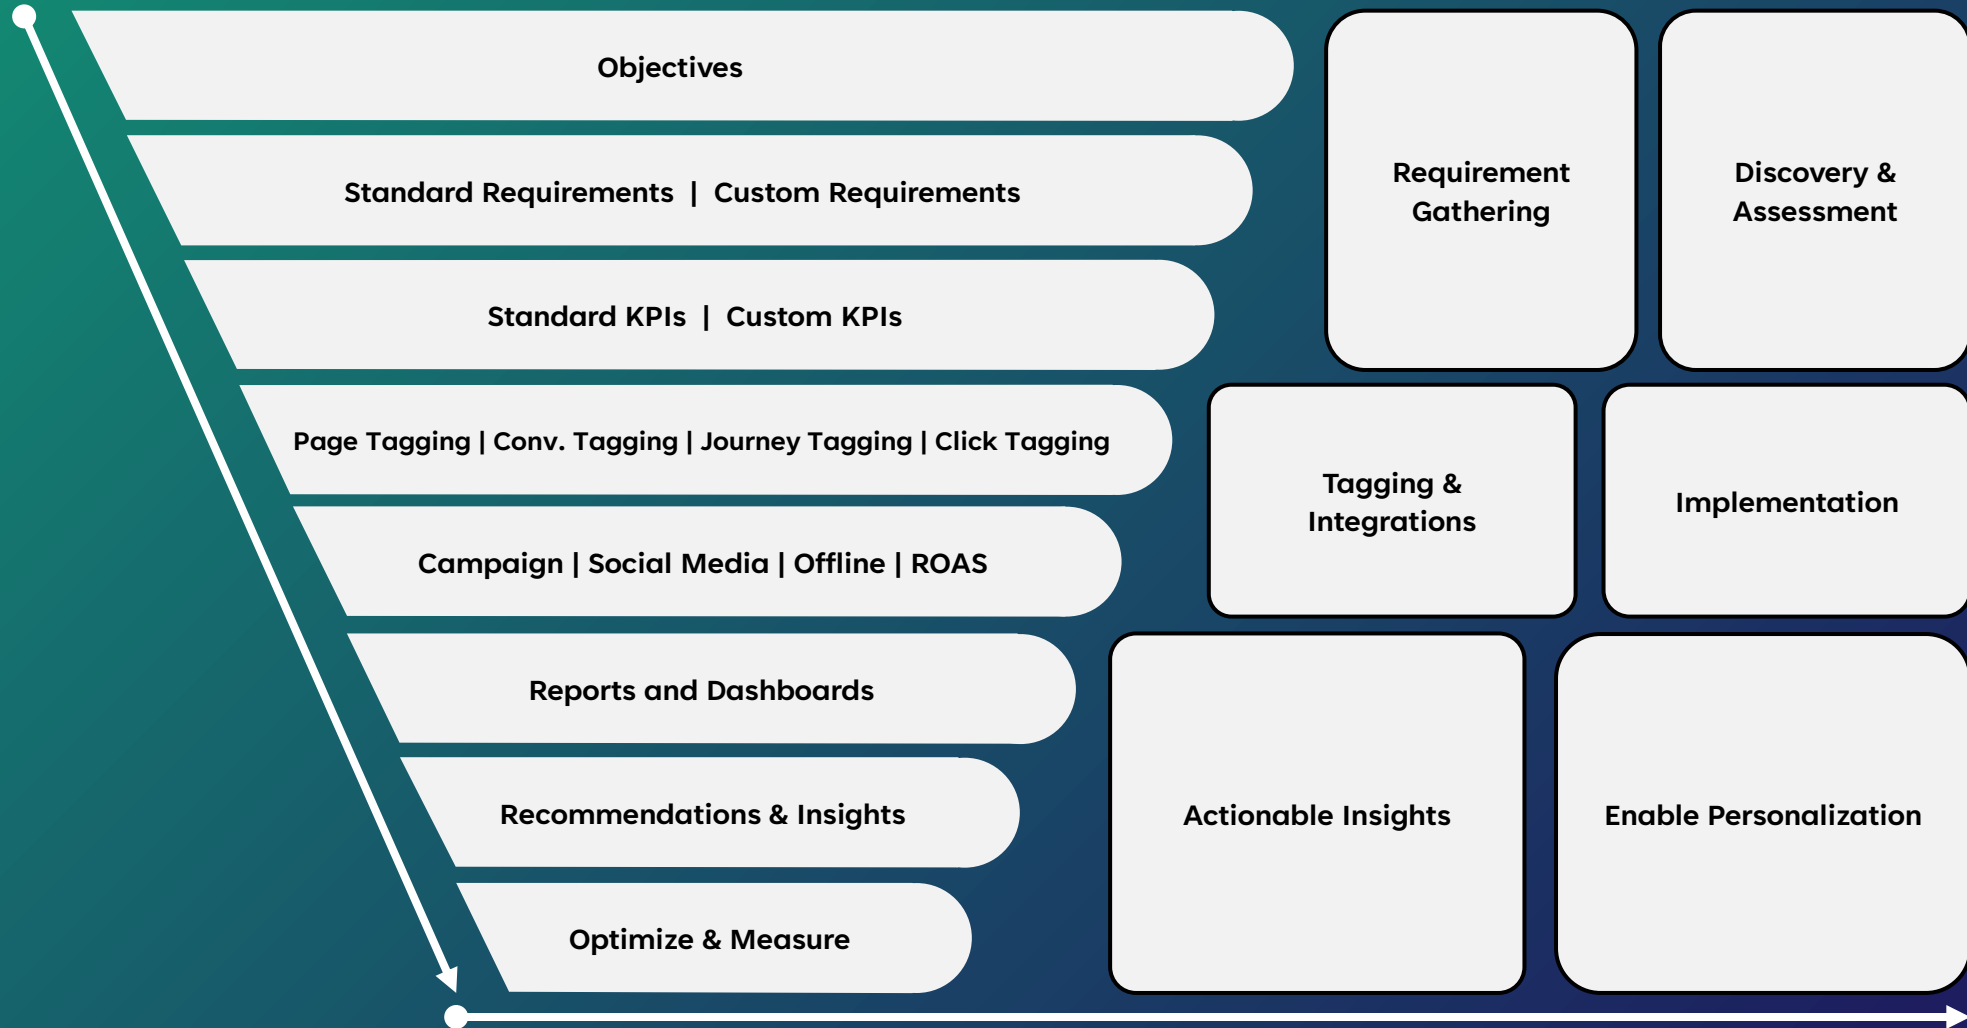 Objectives
Standard Requirements | Custom Requirements
Standard KPIs | Custom KPIs
Requirement
Gathering
Discovery &
Assessment
Page Tagging | Conv. Tagging | Journey Tagging | Click Tagging
Campaign | Social Media | Offline | ROAS
Tagging &
Integrations
Implementation
Reports and Dashboards
Recommendations & Insights
Optimize & Measure
Actionable Insights
Enable Personalization